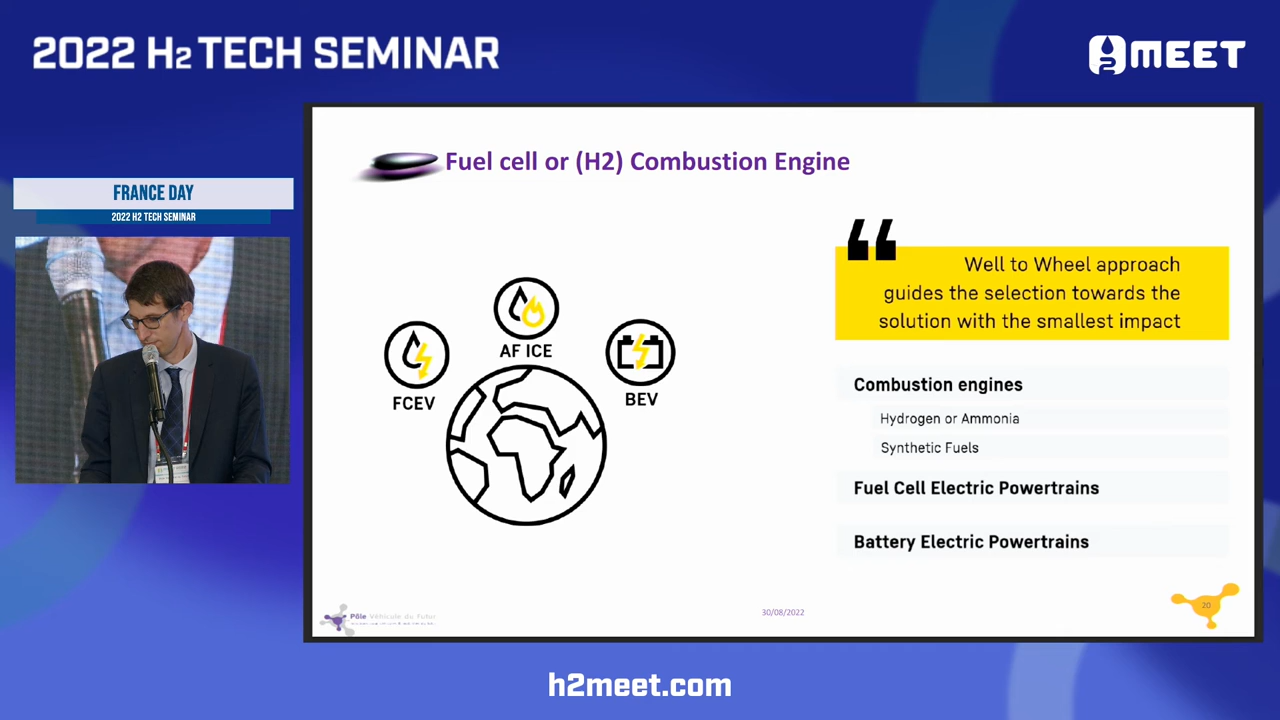 2022 H2 TECH SEMINAR
H2 MEET
FRANCE DAY
2022 H2 TECH SEMINAR
Fuel cell or (H2) Combustion Engine
AF ICE
FCEV
BEV
Well to Wheel approach
guides the selection towards the
solution with the smallest impact
Combustion engines
Hydrogen or Ammonia
Synthetic Fuels
Fuel Cell Electric Powertrains
Battery Electric Powertrains
Pôle Véhicule du Futur
30/08/2022
20
h2meet.com